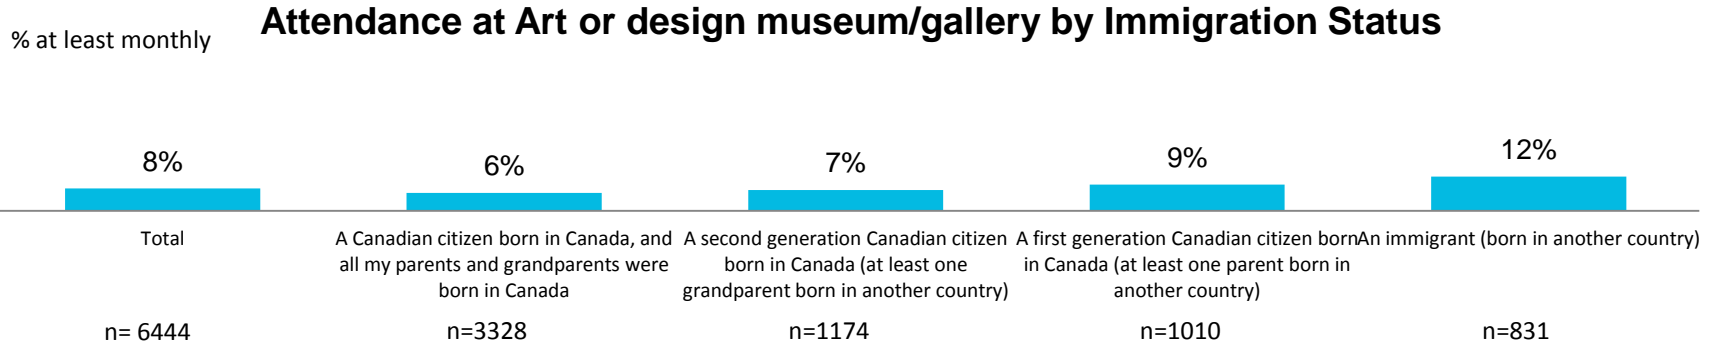 Attendance at Art or design museum/gallery by Immigration Status
% at least monthly
8%
6%
7%
9%
12%
Total
A Canadian citizen born in Canada, and
all my parents and grandparents were
born in Canada
A second generation Canadian citizen
born in Canada (at least one
grandparent born in another country)
A first generation Canadian citizen born
in Canada (at least one parent born in
another country)
An immigrant (born in another country)
n= 6444
n=3328
n=1174
n=1010
n=831